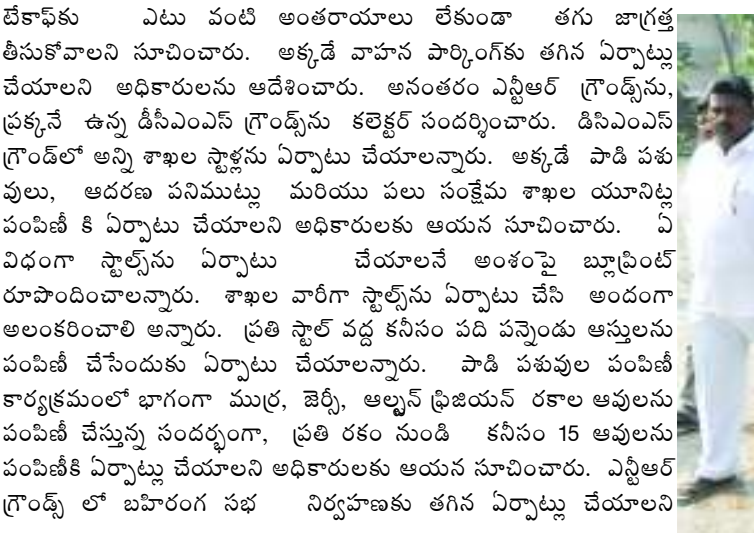 టేకాఫ్‌కు ఎటు వంటి అంతరాయాలు లేకుండా తగు జాగ్రత్త
తీసుకోవాలని సూచించారు. అక్కడే వాహన పార్కింగ్‌కు తగిన ఏర్పాట్లు
చేయాలని అధికారులను ఆదేశించారు. అనంతరం ఎన్టీఆర్ గ్రౌండ్స్‌ను,
ప్రక్కనే ఉన్న డీసీఎంఎస్ గ్రౌండ్స్‌ను కలెక్టర్ సందర్శించారు. డిసిఎంఎస్
గ్రౌండ్‌లో అన్ని శాఖల స్టాళ్లను ఏర్పాటు చేయాలన్నారు. అక్కడే పాడి పశు
వులు, ఆదరణ పనిముట్లు మరియు పలు సంక్షేమ శాఖల యూనిట్ల
పంపిణీ కి ఏర్పాటు చేయాలని అధికారులకు ఆయన సూచించారు. ఏ
విధంగా స్టాల్స్‌ను ఏర్పాటు చేయాలనే అంశంపై బ్లూప్రింట్
రూపొందించాలన్నారు. శాఖల వారీగా స్టాల్స్‌ను ఏర్పాటు చేసి అందంగా
అలంకరించాలి అన్నారు. ప్రతి స్టాల్ వద్ద కనీసం పది పన్నెండు ఆస్తులను
పంపిణీ చేసేందుకు ఏర్పాటు చేయాలన్నారు. పాడి పశువుల పంపిణీ
కార్యక్రమంలో భాగంగా ముర్ర, జెర్సీ, ఆల్బన్ ఫ్రిజియన్ రకాల ఆవులను
పంపిణీ చేస్తున్న సందర్భంగా, ప్రతి రకం నుండి కనీసం 15 ఆవులను
పంపిణీకి ఏర్పాట్లు చేయాలని అధికారులకు ఆయన సూచించారు. ఎన్టీఆర్
గ్రౌండ్స్ లో బహిరంగ సభ నిర్వహణకు తగిన ఏర్పాట్లు చేయాలని